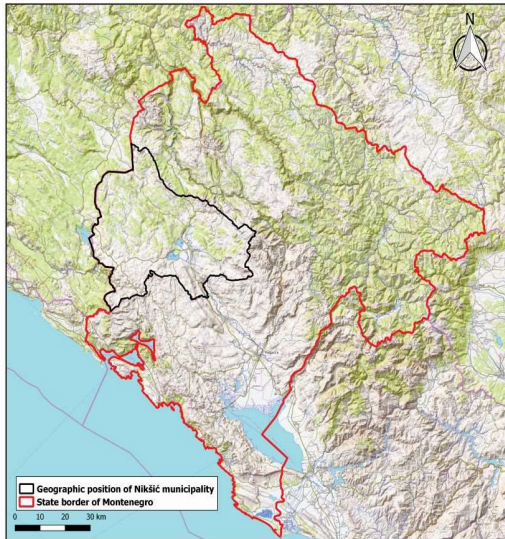 N
Geographic position of Nikšić municipality
State border of Montenegro
0 10 20 30 km